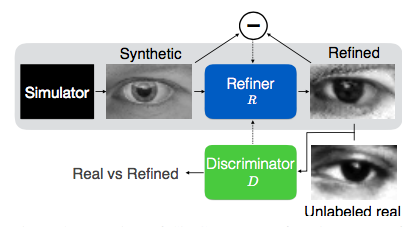 −
Synthetic
Refined
Simulator
Refiner
R
Discriminator
D
Real vs Refined
Unlabeled real